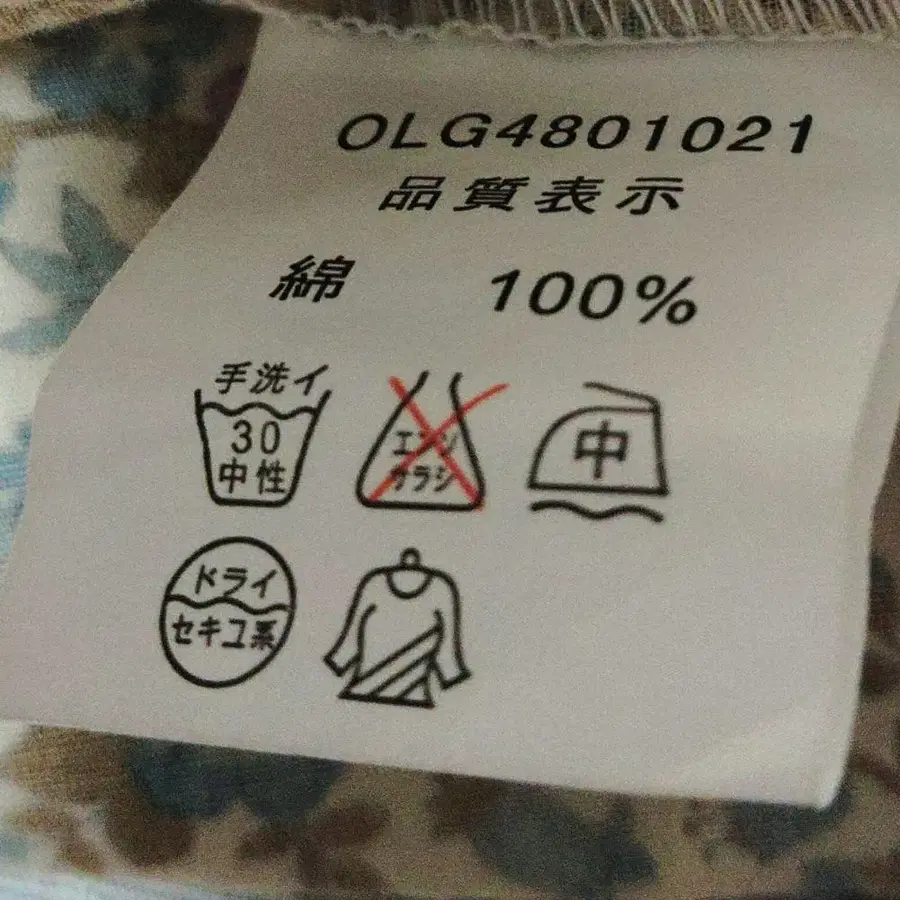 OLG4801021
品質表示
綿 100%
手洗イ
30
中性
エンソ
サラシ
中
ドライ
セキユ系